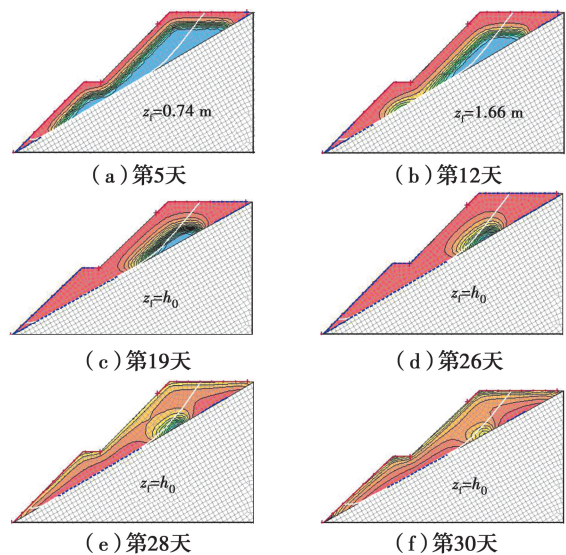 z_f=0.74 m
z_f=1.66 m
（a）第5天
（b）第12天
z_f=h_0
z_f=h_0
（c）第19天
（d）第26天
z_f=h_0
z_f=h_0
（e）第28天
（f）第30天